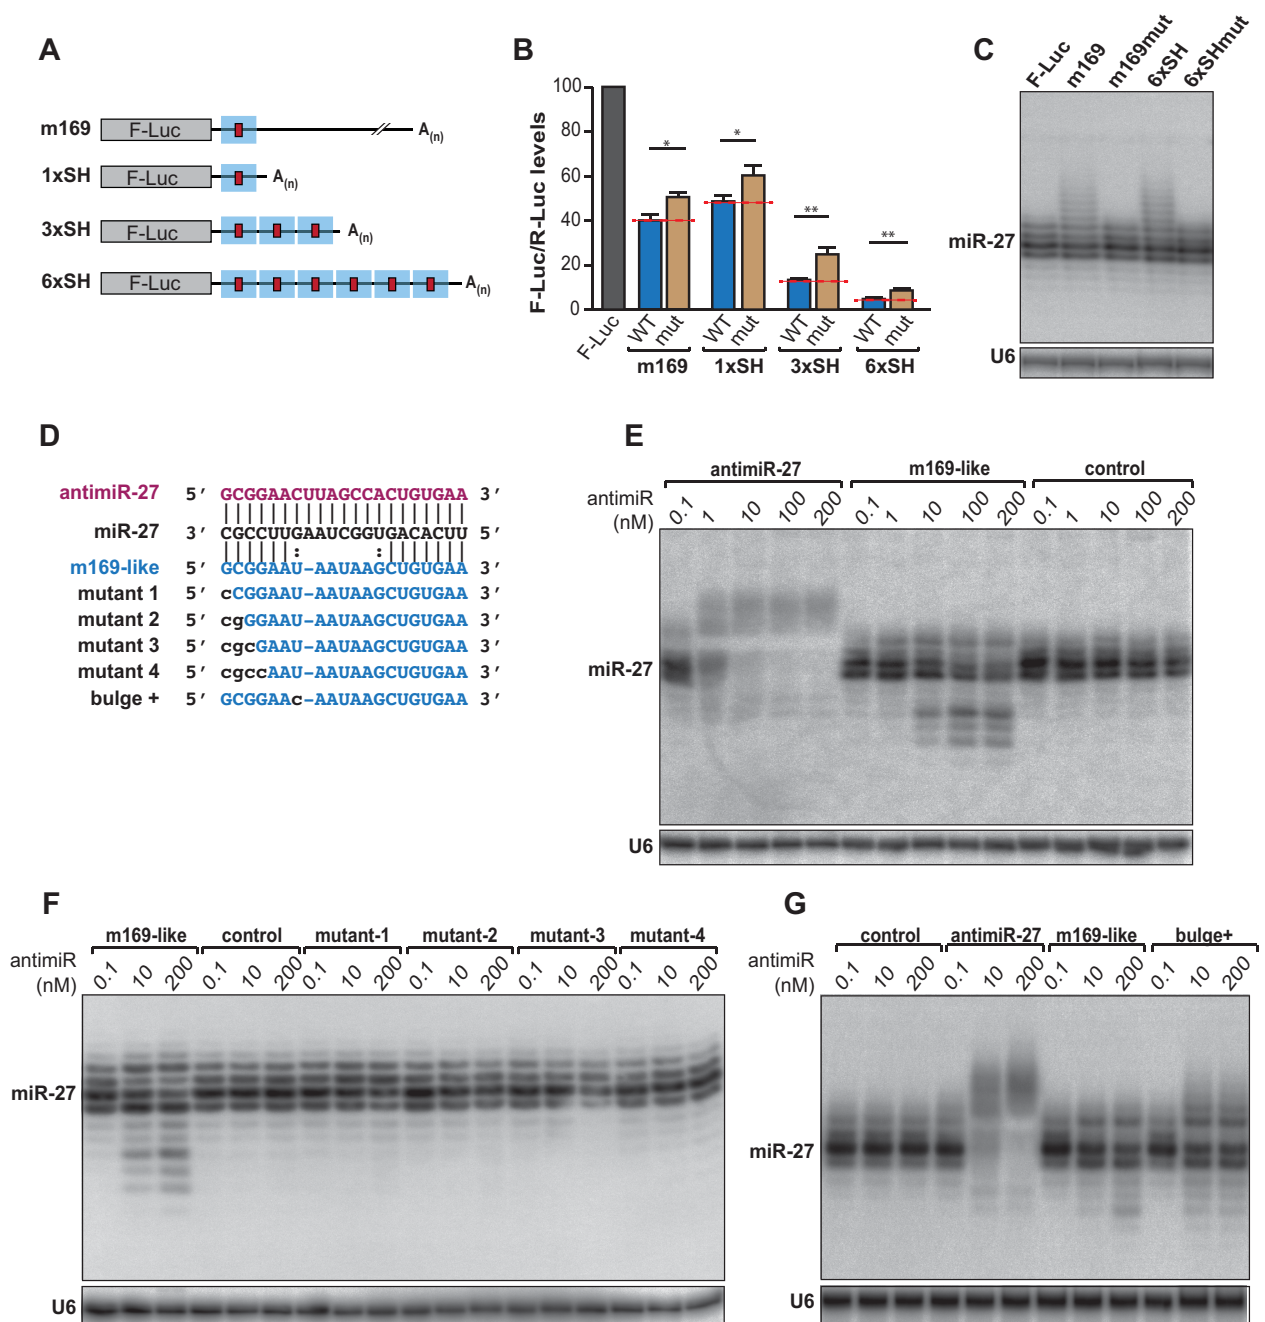 A
m169 F-Luc A(n)
1xSH F-Luc A(n)
3xSH F-Luc A(n)
6xSH F-Luc A(n)
B
F-Luc/R-Luc levels
100
80
60
40
20
0
* * ** **
F-Luc WT mut WT mut WT mut WT mut
m169 1xSH 3xSH 6xSH
C
F-Luc m169 m169mut 6xSH 6xSHmut
miR-27
U6
D
antimiR-27 5′ GCGGAACUUAGCCACUGUGAA 3′
miR-27 3′ CGCCUUGAAUCGGUGACACUU 5′
m169-like 5′ GCGGAAU-AAUAAGCUGUGAA 3′
mutant 1 5′ cCGGAAU-AAUAAGCUGUGAA 3′
mutant 2 5′ cgGGAAU-AAUAAGCUGUGAA 3′
mutant 3 5′ cgcGAAU-AAUAAGCUGUGAA 3′
mutant 4 5′ cgccAAU-AAUAAGCUGUGAA 3′
bulge + 5′ GCGGAAc-AAUAAGCUGUGAA 3′
E
antimiR-27 m169-like control
antimiR (nM) 0.1 1 10 100 200 0.1 1 10 100 200 0.1 1 10 100 200
miR-27
U6
F
m169-like control mutant-1 mutant-2 mutant-3 mutant-4
antimiR (nM) 0.1 10 200 0.1 10 200 0.1 10 200 0.1 10 200 0.1 10 200 0.1 10 200
miR-27
U6
G
control antimiR-27 m169-like bulge+
antimiR (nM) 0.1 10 200 0.1 10 200 0.1 10 200 0.1 10 200
miR-27
U6